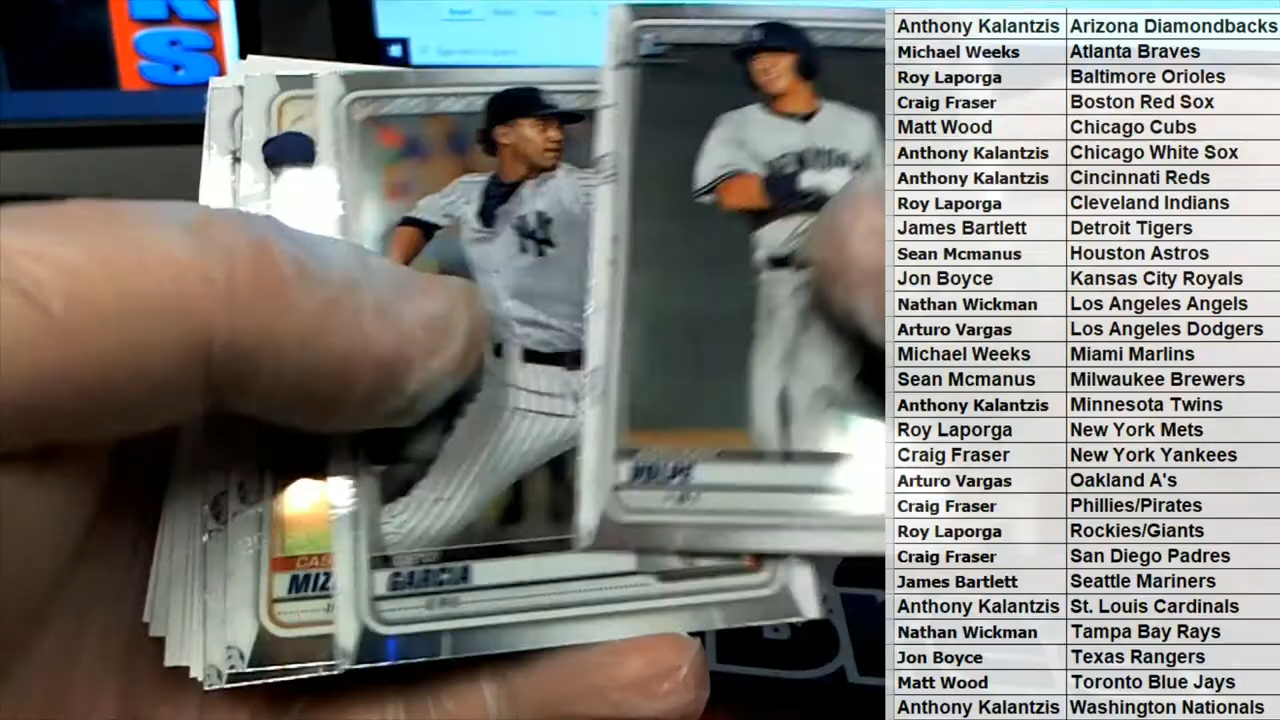 KS
Anthony Kalantzis Arizona Diamondbacks
Michael Weeks Atlanta Braves
Roy Laporga Baltimore Orioles
Craig Fraser Boston Red Sox
Matt Wood Chicago Cubs
Anthony Kalantzis Chicago White Sox
Anthony Kalantzis Cincinnati Reds
Roy Laporga Cleveland Indians
James Bartlett Detroit Tigers
Sean Mcmanus Houston Astros
Jon Boyce Kansas City Royals
Nathan Wickman Los Angeles Angels
Arturo Vargas Los Angeles Dodgers
Michael Weeks Miami Marlins
Sean Mcmanus Milwaukee Brewers
Anthony Kalantzis Minnesota Twins
Roy Laporga New York Mets
Craig Fraser New York Yankees
Arturo Vargas Oakland A's
Craig Fraser Phillies/Pirates
Roy Laporga Rockies/Giants
Craig Fraser San Diego Padres
James Bartlett Seattle Mariners
Anthony Kalantzis St. Louis Cardinals
Nathan Wickman Tampa Bay Rays
Jon Boyce Texas Rangers
Matt Wood Toronto Blue Jays
Anthony Kalantzis Washington Nationals
NY
VOLPE
GARCIA
CAS
MIZ